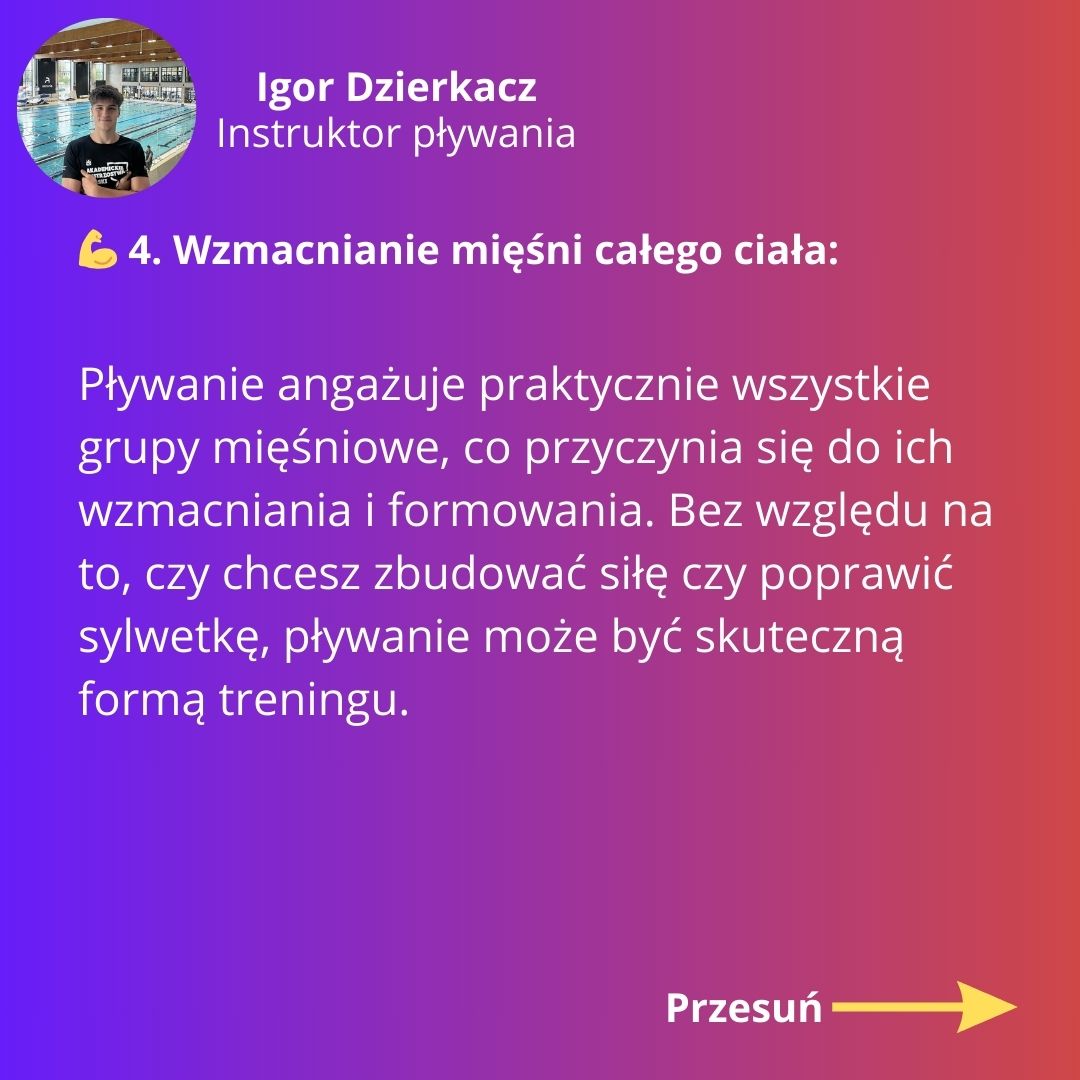 Igor Dzierkacz
Instruktor pływania
💪 4. Wzmacnianie mięśni całego ciała:
Pływanie angażuje praktycznie wszystkie
grupy mięśniowe, co przyczynia się do ich
wzmacniania i formowania. Bez względu na
to, czy chcesz zbudować siłę czy poprawić
sylwetkę, pływanie może być skuteczną
formą treningu.
Przesuń